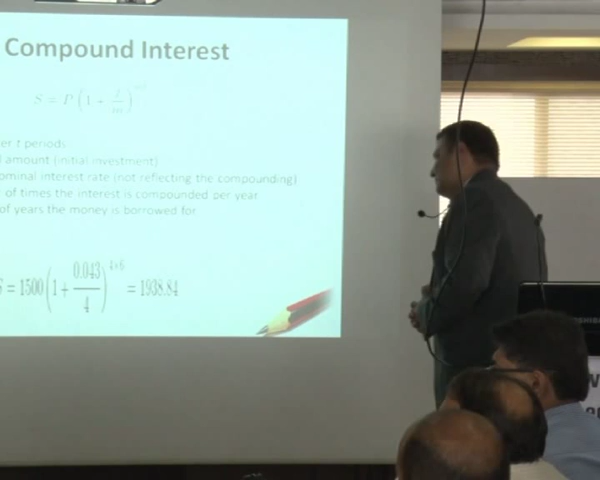 Compound Interest
S = P (1 + j/m)
er t periods
amount (initial investment)
ominal interest rate (not reflecting the compounding)
of times the interest is compounded per year
of years the money is borrowed for
= 1500 (1 + 0.043/4)^4×6 = 1938.84